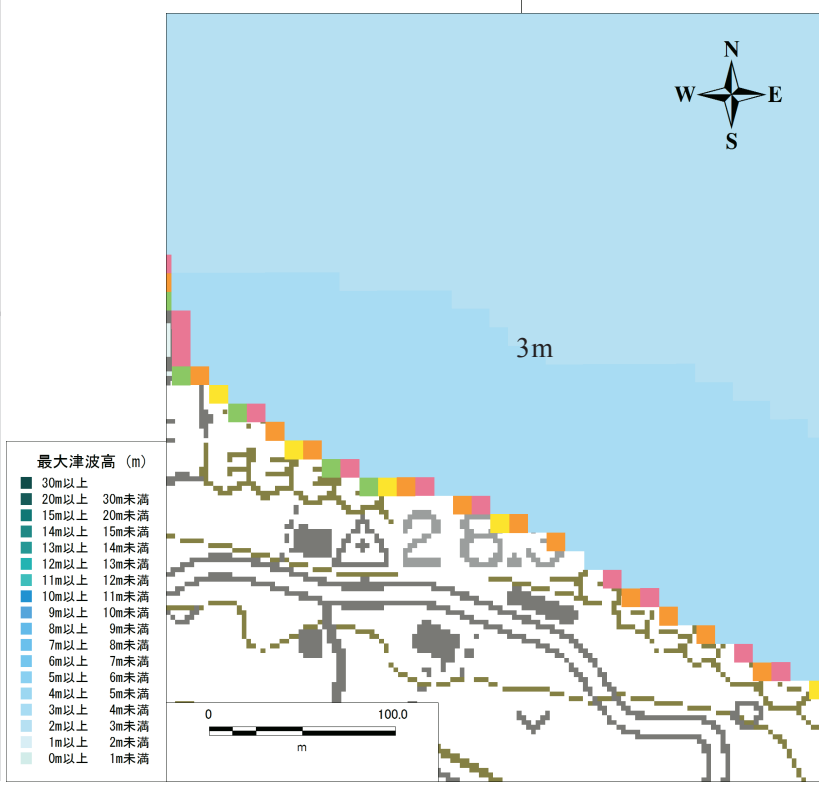 N
W E
S
3m
28.
最大津波高 (m)
30m以上
20m以上 30m未満
15m以上 20m未満
14m以上 15m未満
13m以上 14m未満
12m以上 13m未満
11m以上 12m未満
10m以上 11m未満
9m以上 10m未満
8m以上 9m未満
7m以上 8m未満
6m以上 7m未満
5m以上 6m未満
4m以上 5m未満
3m以上 4m未満
2m以上 3m未満
1m以上 2m未満
0m以上 1m未満
0 100.0
m